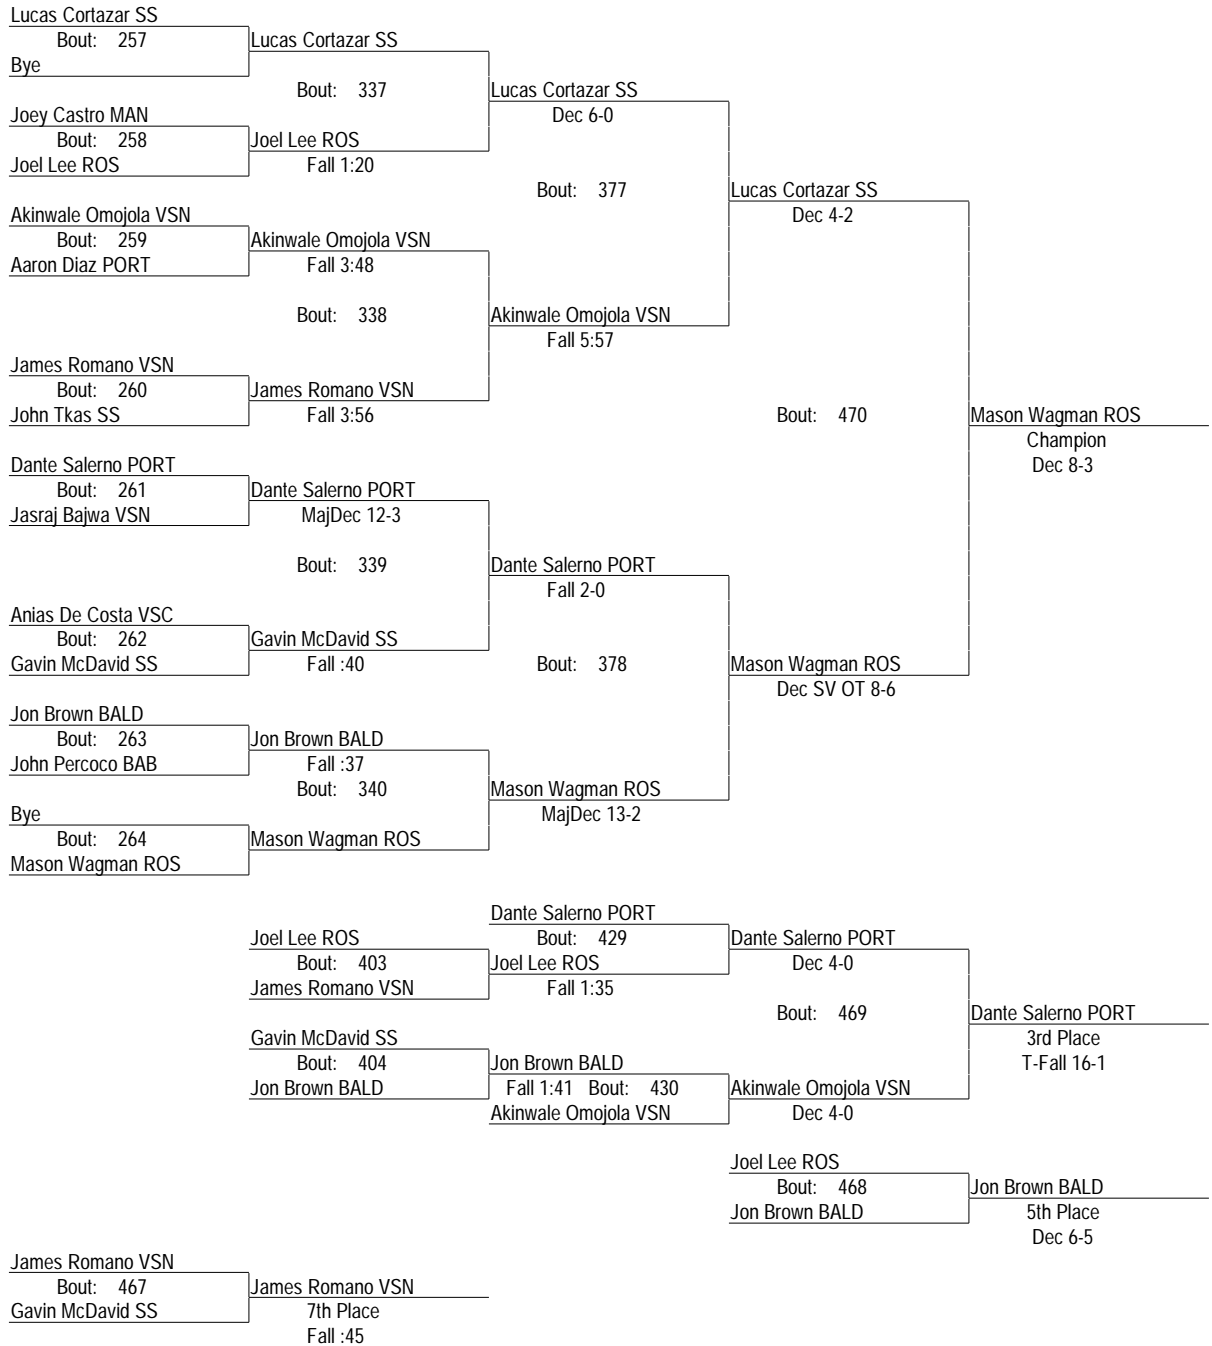 Lucas Cortazar SS
Bout: 257
Lucas Cortazar SS
Bye
Bout: 337
Lucas Cortazar SS
Joey Castro MAN
Dec 6-0
Bout: 258
Joel Lee ROS
Joel Lee ROS
Fall 1:20
Bout: 377
Lucas Cortazar SS
Akinwale Omojola VSN
Dec 4-2
Bout: 259
Akinwale Omojola VSN
Aaron Diaz PORT
Fall 3:48
Bout: 338
Akinwale Omojola VSN
Fall 5:57
James Romano VSN
Bout: 260
James Romano VSN
John Tkas SS
Fall 3:56
Bout: 470
Mason Wagman ROS
Champion
Dec 8-3
Dante Salerno PORT
Bout: 261
Dante Salerno PORT
Jasraj Bajwa VSN
MajDec 12-3
Bout: 339
Dante Salerno PORT
Fall 2-0
Anias De Costa VSC
Bout: 262
Gavin McDavid SS
Gavin McDavid SS
Fall :40
Bout: 378
Mason Wagman ROS
Dec SV OT 8-6
Jon Brown BALD
Bout: 263
Jon Brown BALD
John Percoco BAB
Fall :37
Bout: 340
Mason Wagman ROS
MajDec 13-2
Bye
Bout: 264
Mason Wagman ROS
Mason Wagman ROS
Dante Salerno PORT
Joel Lee ROS
Bout: 429
Dante Salerno PORT
Bout: 403
Joel Lee ROS
Dec 4-0
James Romano VSN
Fall 1:35
Bout: 469
Dante Salerno PORT
3rd Place
T-Fall 16-1
Gavin McDavid SS
Bout: 404
Jon Brown BALD
Jon Brown BALD
Fall 1:41 Bout: 430
Akinwale Omojola VSN
Akinwale Omojola VSN
Dec 4-0
Joel Lee ROS
Bout: 468
Jon Brown BALD
Jon Brown BALD
5th Place
Dec 6-5
James Romano VSN
Bout: 467
James Romano VSN
Gavin McDavid SS
7th Place
Fall :45